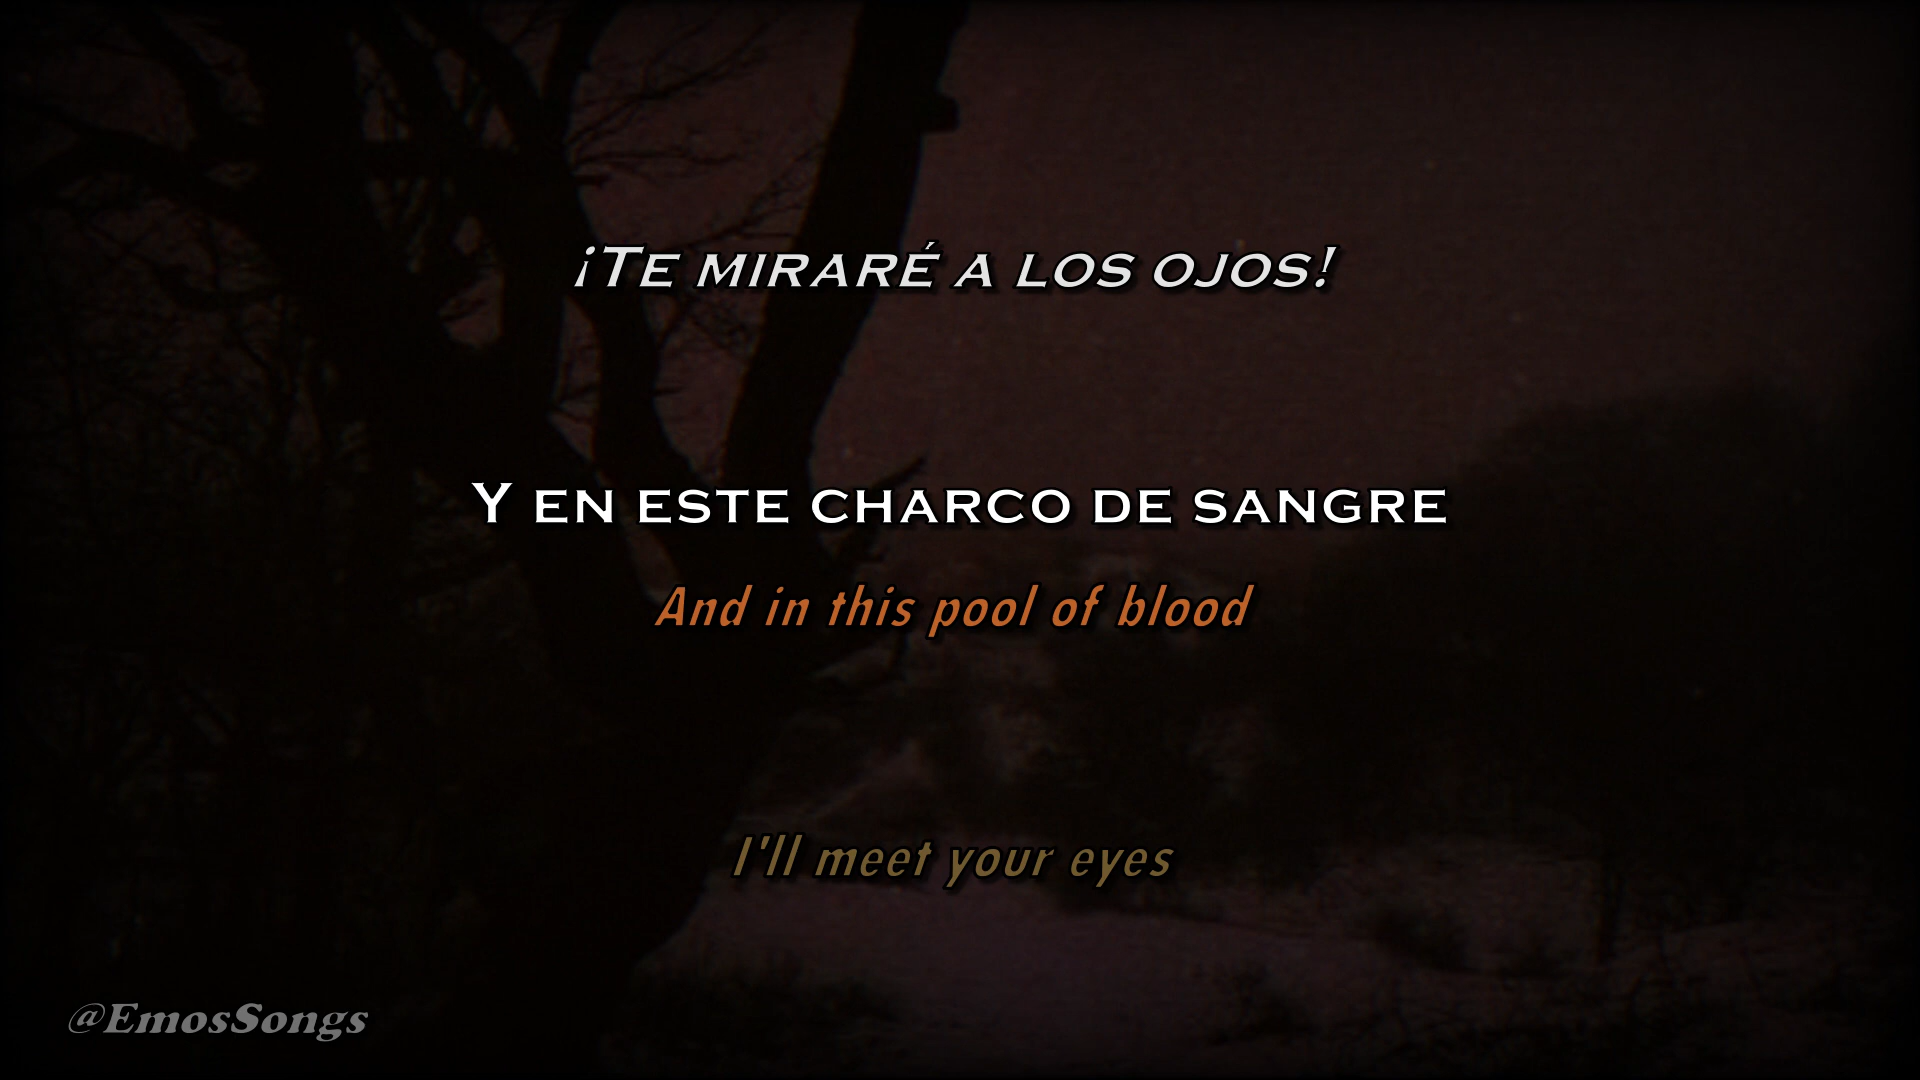 ¡Te miraré a los ojos!
Y en este charco de sangre
And in this pool of blood
I'll meet your eyes
@EmosSongs